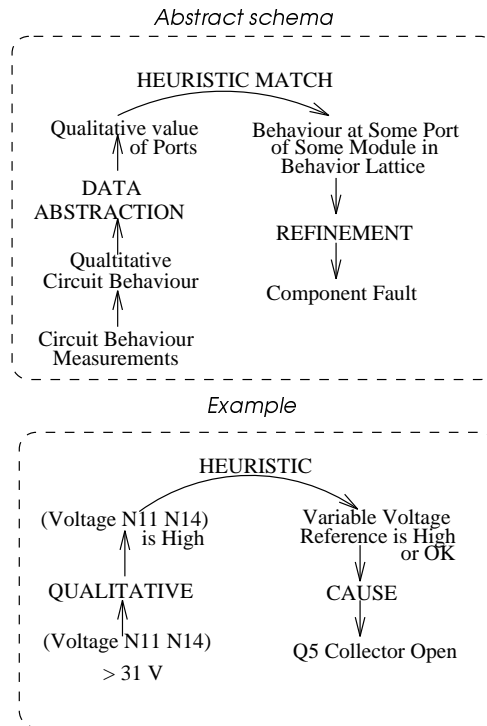 Abstract schema
HEURISTIC MATCH
Qualitative value
of Ports
DATA
ABSTRACTION
Qualtitative
Circuit Behaviour
Circuit Behaviour
Measurements
Behaviour at Some Port
of Some Module in
Behavior Lattice
REFINEMENT
Component Fault
Example
HEURISTIC
(Voltage N11 N14)
is High
QUALITATIVE
(Voltage N11 N14)
> 31 V
Variable Voltage
Reference is High
or OK
CAUSE
Q5 Collector Open